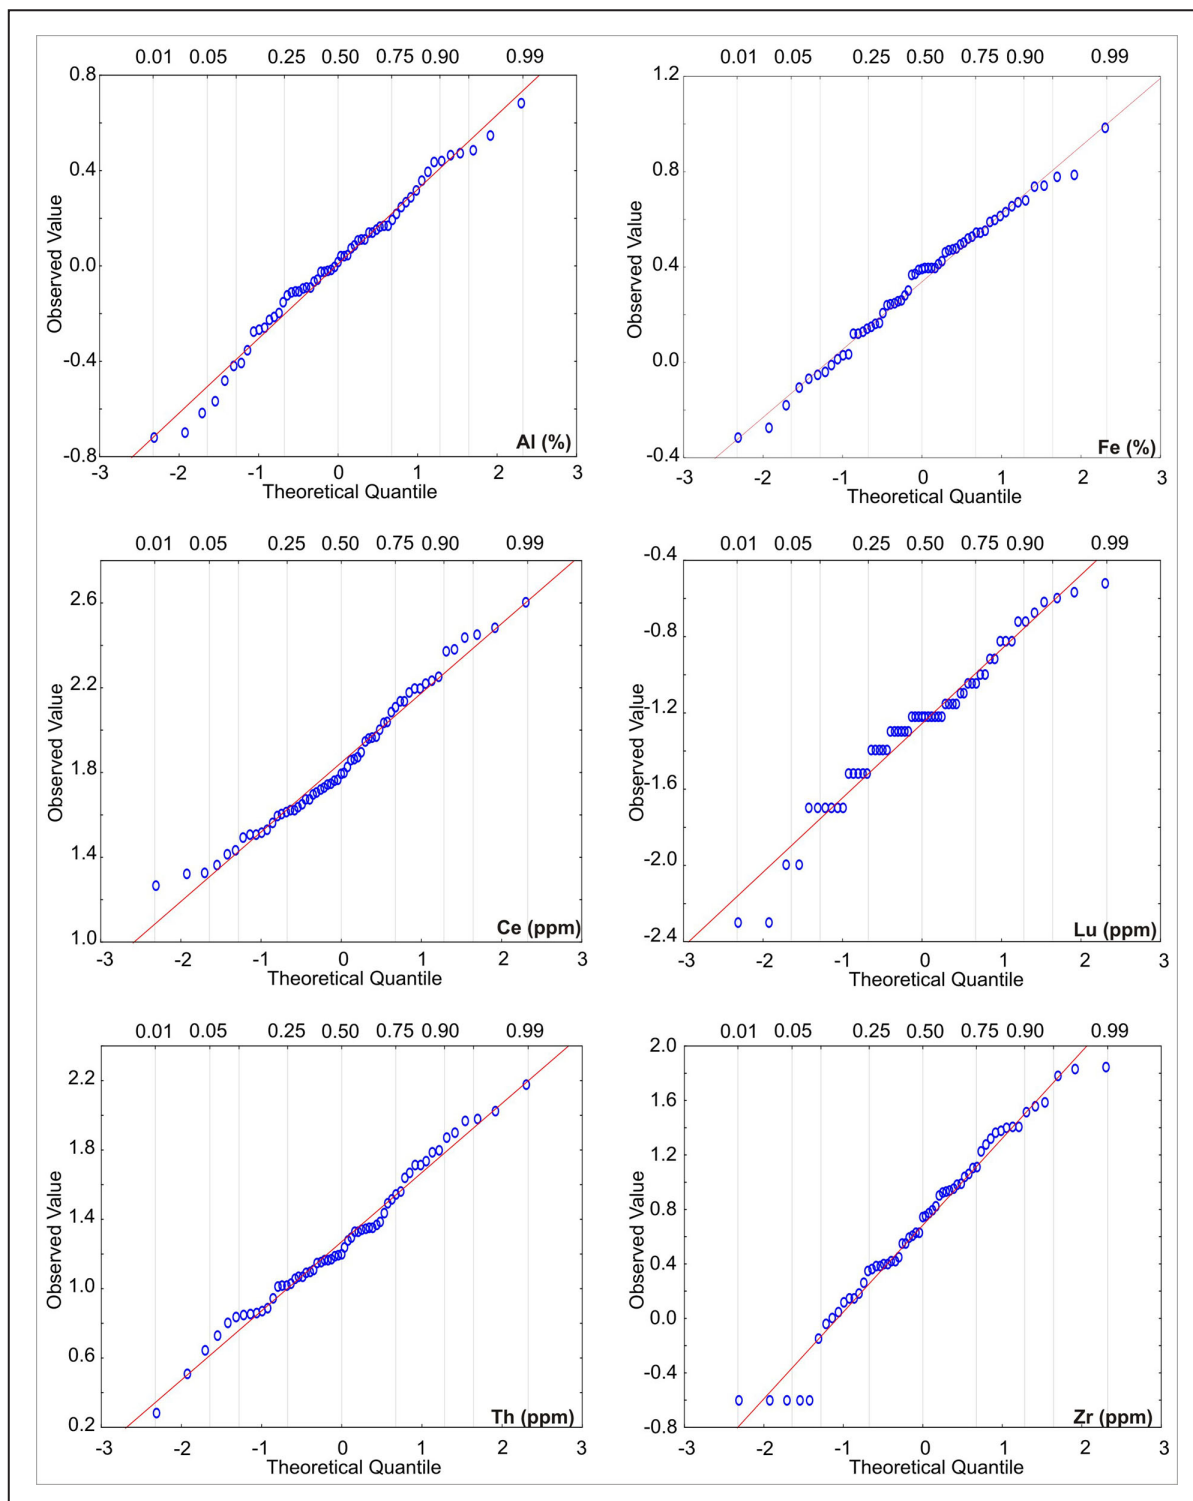 0.01 0.05 0.25 0.50 0.75 0.90 0.99
0.8
0.4
0.0
-0.4
-0.8
Observed Value
Al (%)
-3 -2 -1 0 1 2 3
Theoretical Quantile
0.01 0.05 0.25 0.50 0.75 0.90 0.99
1.2
0.8
0.4
0.0
-0.4
Observed Value
Fe (%)
-3 -2 -1 0 1 2 3
Theoretical Quantile
0.01 0.05 0.25 0.50 0.75 0.90 0.99
2.6
2.2
1.8
1.4
1.0
Observed Value
Ce (ppm)
-3 -2 -1 0 1 2 3
Theoretical Quantile
0.01 0.05 0.25 0.50 0.75 0.90 0.99
-0.4
-0.8
-1.2
-1.6
-2.0
-2.4
Observed Value
Lu (ppm)
-3 -2 -1 0 1 2 3
Theoretical Quantile
0.01 0.05 0.25 0.50 0.75 0.90 0.99
2.2
1.8
1.4
1.0
0.6
0.2
Observed Value
Th (ppm)
-3 -2 -1 0 1 2 3
Theoretical Quantile
0.01 0.05 0.25 0.50 0.75 0.90 0.99
2.0
1.6
1.2
0.8
0.4
0.0
-0.4
-0.8
Observed Value
Zr (ppm)
-3 -2 -1 0 1 2 3
Theoretical Quantile